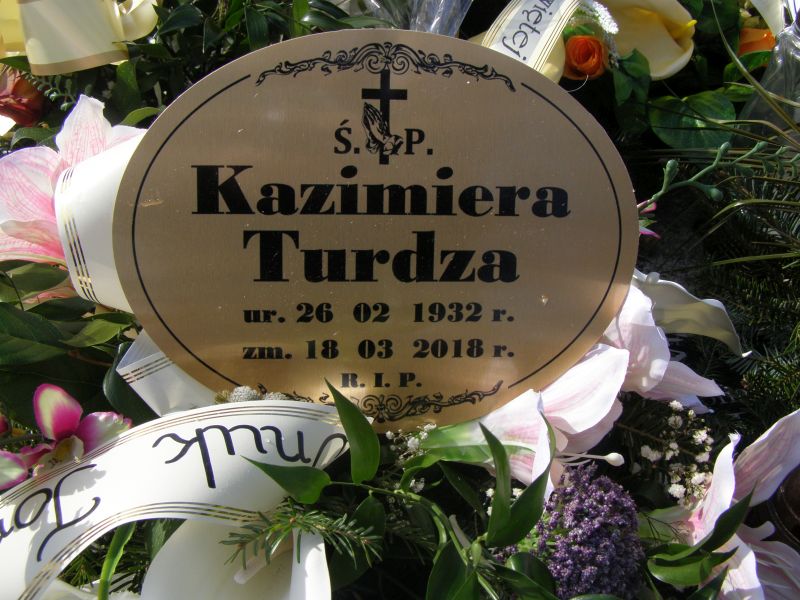 Ś. P.
Kazimiera
Turdza
ur. 26 02 1932 r.
zm. 18 03 2018 r.
R. I. P.